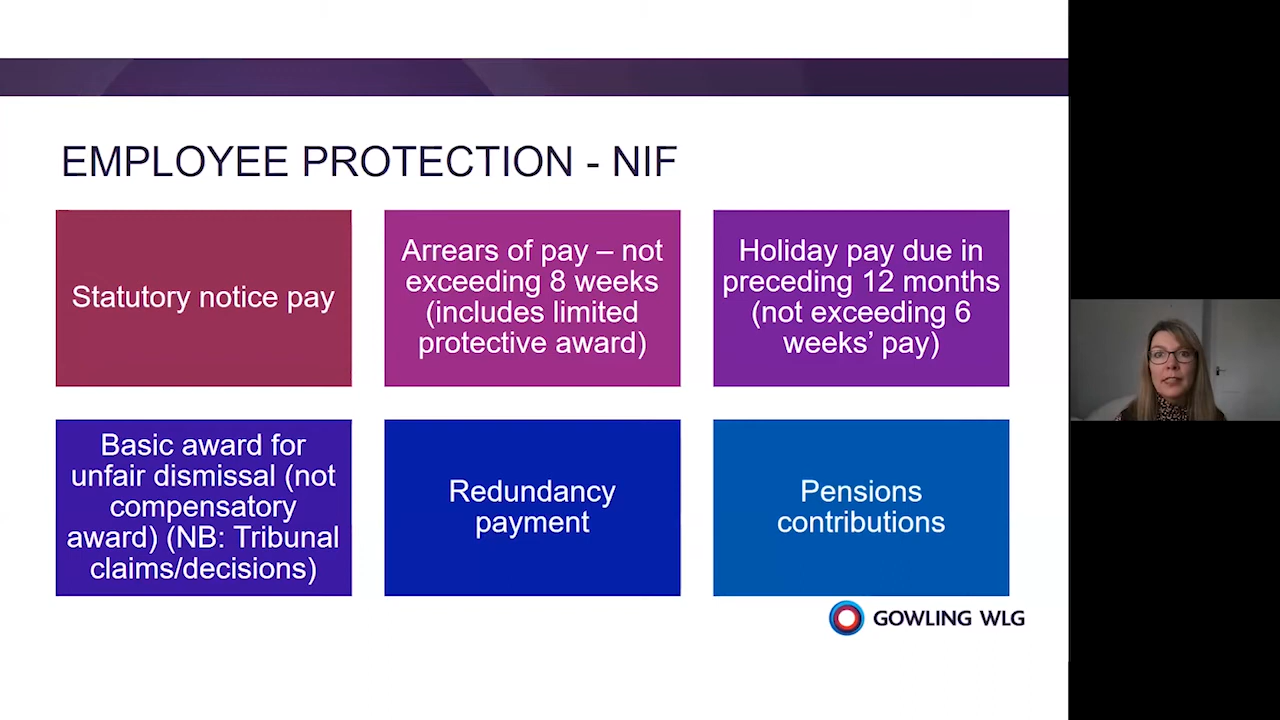 EMPLOYEE PROTECTION - NIF
Statutory notice pay
Arrears of pay – not
exceeding 8 weeks
(includes limited
protective award)
Holiday pay due in
preceding 12 months
(not exceeding 6
weeks’ pay)
Basic award for
unfair dismissal (not
compensatory
award) (NB: Tribunal
claims/decisions)
Redundancy
payment
Pensions
contributions
GOWLING WLG